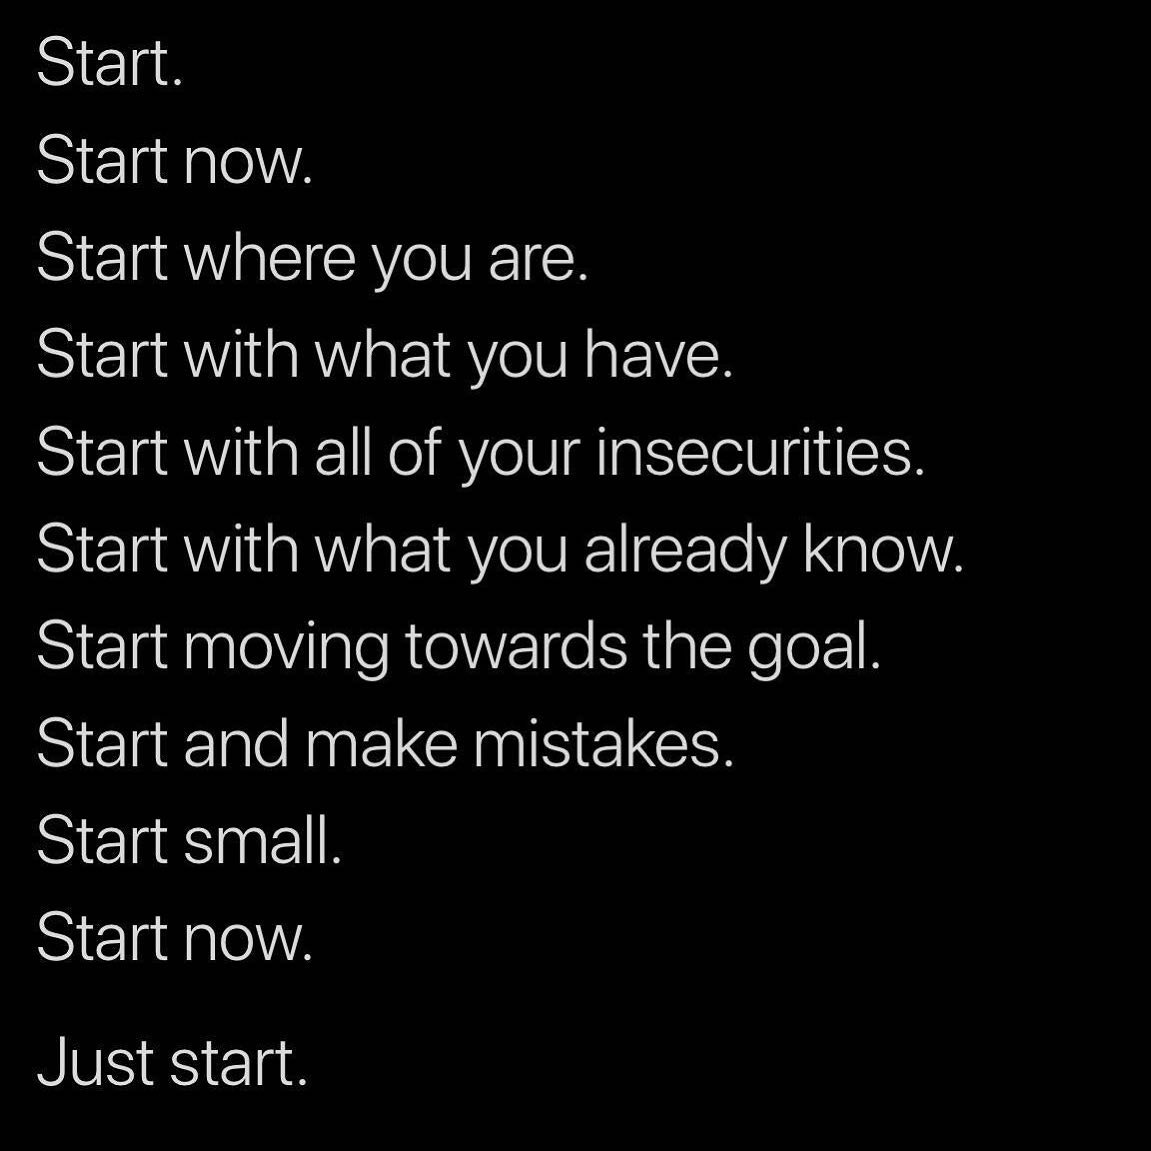 Start.
Start now.
Start where you are.
Start with what you have.
Start with all of your insecurities.
Start with what you already know.
Start moving towards the goal.
Start and make mistakes.
Start small.
Start now.
Just start.